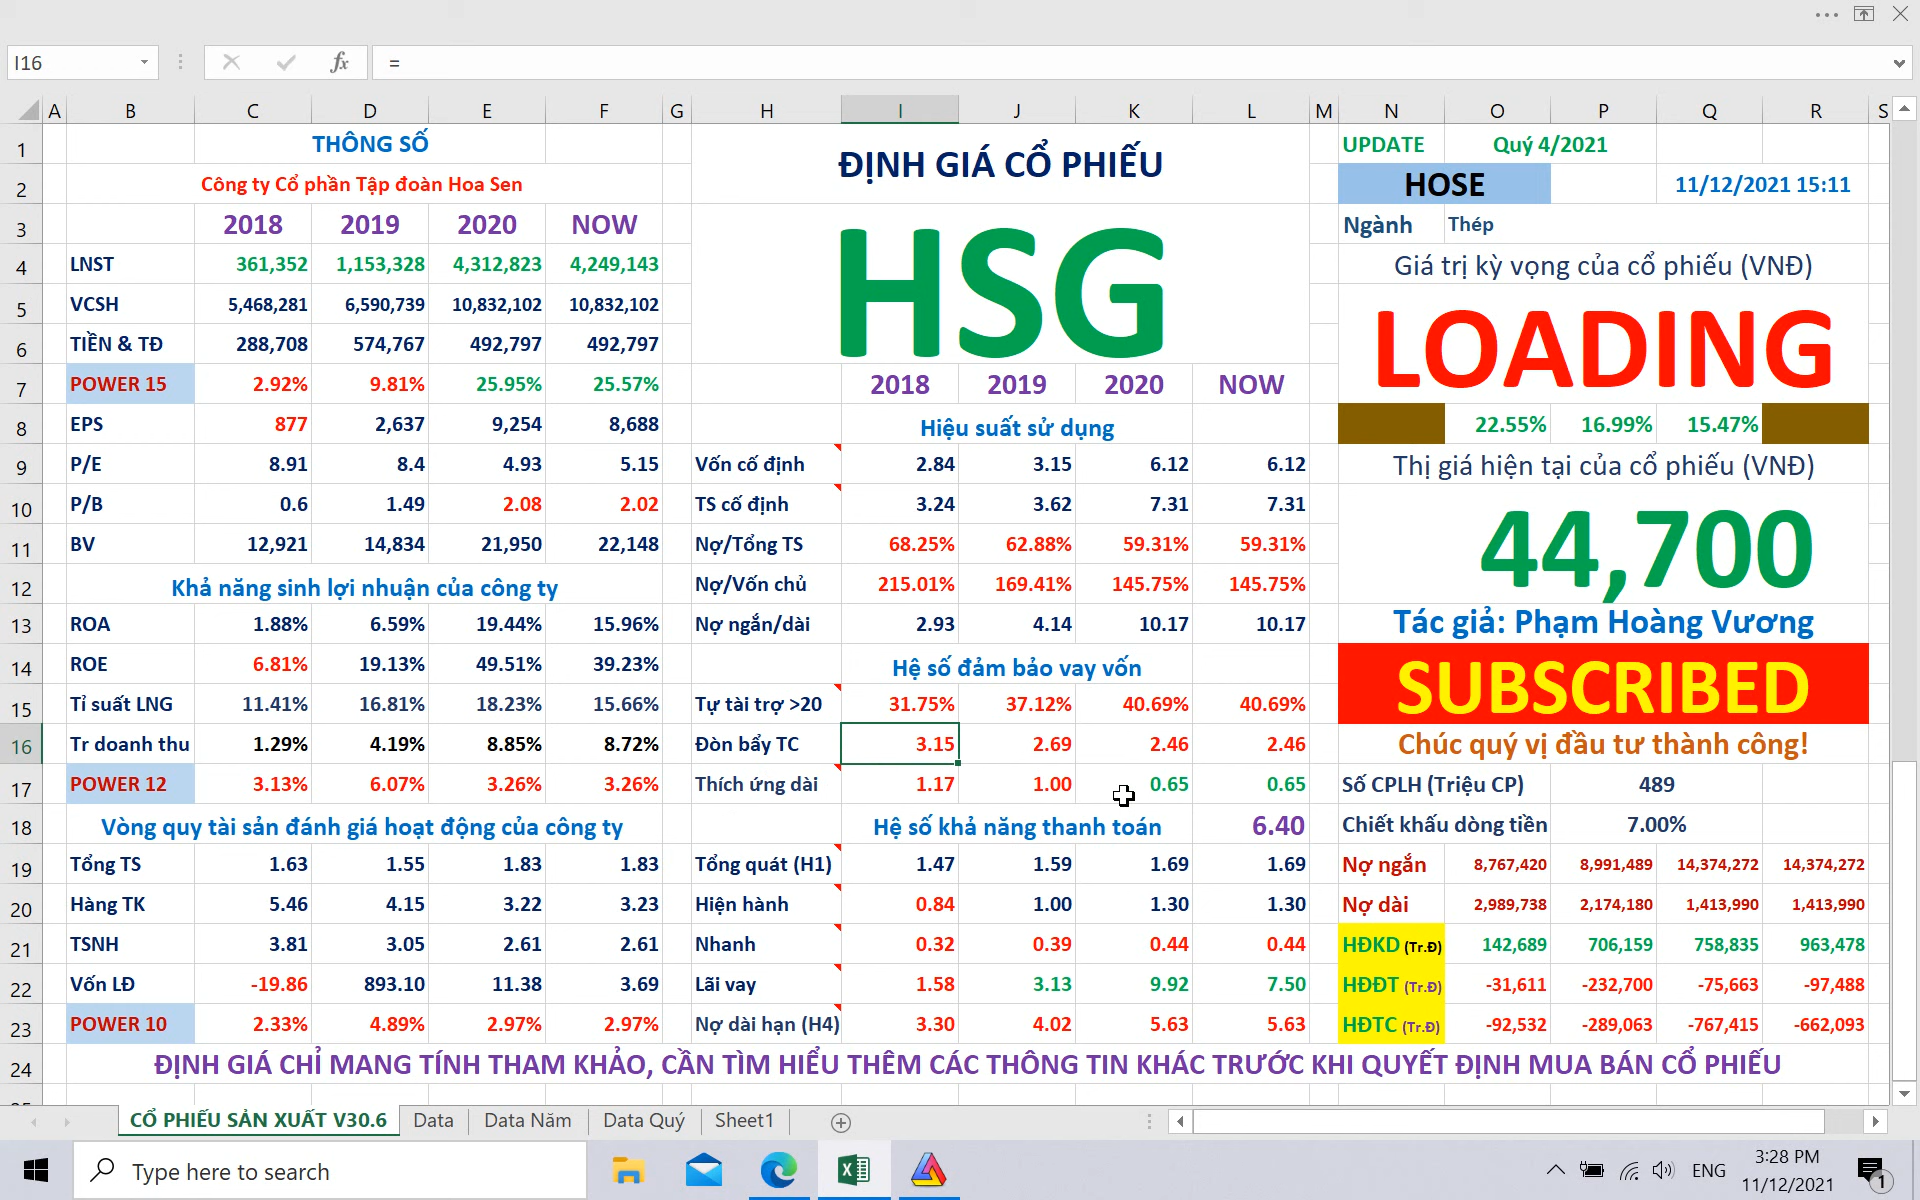 I16
fx
=
A B C D E F G H I J K L M N O P Q R S
1 THÔNG SỐ ĐỊNH GIÁ CỔ PHIẾU UPDATE Quý 4/2021
2 Công ty Cổ phần Tập đoàn Hoa Sen HOSE 11/12/2021 15:11
3 2018 2019 2020 NOW HSG Ngành Thép
4 LNST 361,352 1,153,328 4,312,823 4,249,143 Giá trị kỳ vọng của cổ phiếu (VNĐ)
5 VCSH 5,468,281 6,590,739 10,832,102 10,832,102 LOADING
6 TIỀN & TĐ 288,708 574,767 492,797 492,797
7 POWER 15 2.92% 9.81% 25.95% 25.57% 2018 2019 2020 NOW
8 EPS 877 2,637 9,254 8,688 Hiệu suất sử dụng 22.55% 16.99% 15.47%
9 P/E 8.91 8.4 4.93 5.15 Vốn cố định 2.84 3.15 6.12 6.12 Thị giá hiện tại của cổ phiếu (VNĐ)
10 P/B 0.6 1.49 2.08 2.02 TS cố định 3.24 3.62 7.31 7.31 44,700
11 BV 12,921 14,834 21,950 22,148 Nợ/Tổng TS 68.25% 62.88% 59.31% 59.31%
12 Khả năng sinh lợi nhuận của công ty Nợ/Vốn chủ 215.01% 169.41% 145.75% 145.75%
13 ROA 1.88% 6.59% 19.44% 15.96% Nợ ngắn/dài 2.93 4.14 10.17 10.17 Tác giả: Phạm Hoàng Vương
14 ROE 6.81% 19.13% 49.51% 39.23% Hệ số đảm bảo vay vốn SUBSCRIBED
15 Tỉ suất LNG 11.41% 16.81% 18.23% 15.66% Tự tài trợ >20 31.75% 37.12% 40.69% 40.69%
16 Tr doanh thu 1.29% 4.19% 8.85% 8.72% Đòn bẩy TC 3.15 2.69 2.46 2.46 Chúc quý vị đầu tư thành công!
17 POWER 12 3.13% 6.07% 3.26% 3.26% Thích ứng dài 1.17 1.00 0.65 0.65 Số CPLH (Triệu CP) 489
18 Vòng quy tài sản đánh giá hoạt động của công ty Hệ số khả năng thanh toán 6.40 Chiết khấu dòng tiền 7.00%
19 Tổng TS 1.63 1.55 1.83 1.83 Tổng quát (H1) 1.47 1.59 1.69 1.69 Nợ ngắn 8,767,420 8,991,489 14,374,272 14,374,272
20 Hàng TK 5.46 4.15 3.22 3.23 Hiện hành 0.84 1.00 1.30 1.30 Nợ dài 2,989,738 2,174,180 1,413,990 1,413,990
21 TSNH 3.81 3.05 2.61 2.61 Nhanh 0.32 0.39 0.44 0.44 HĐKD (Tr.Đ) 142,689 706,159 758,835 963,478
22 Vốn LĐ -19.86 893.10 11.38 3.69 Lãi vay 1.58 3.13 9.92 7.50 HĐĐT (Tr.Đ) -31,611 -232,700 -75,663 -97,488
23 POWER 10 2.33% 4.89% 2.97% 2.97% Nợ dài hạn (H4) 3.30 4.02 5.63 5.63 HĐTC (Tr.Đ) -92,532 -289,063 -767,415 -662,093
24 ĐỊNH GIÁ CHỈ MANG TÍNH THAM KHẢO, CẦN TÌM HIỂU THÊM CÁC THÔNG TIN KHÁC TRƯỚC KHI QUYẾT ĐỊNH MUA BÁN CỔ PHIẾU
CỔ PHIẾU SẢN XUẤT V30.6 Data Data Năm Data Quý Sheet1
Type here to search
ENG
3:28 PM
11/12/2021
1